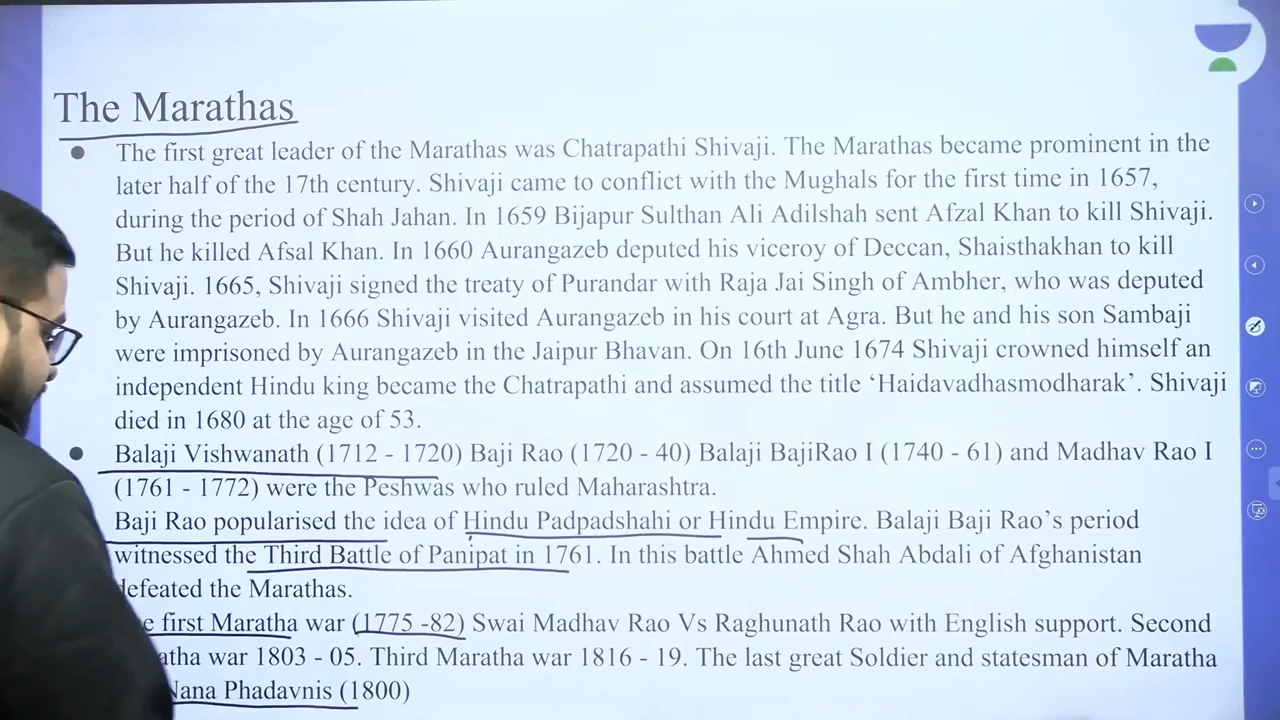 The Marathas
● The first great leader of the Marathas was Chatrapathi Shivaji. The Marathas became prominent in the
later half of the 17th century. Shivaji came to conflict with the Mughals for the first time in 1657,
during the period of Shah Jahan. In 1659 Bijapur Sulthan Ali Adilshah sent Afzal Khan to kill Shivaji.
But he killed Afsal Khan. In 1660 Aurangazeb deputed his viceroy of Deccan, Shaisthakhan to kill
Shivaji. 1665, Shivaji signed the treaty of Purandar with Raja Jai Singh of Ambher, who was deputed
by Aurangazeb. In 1666 Shivaji visited Aurangazeb in his court at Agra. But he and his son Sambaji
were imprisoned by Aurangazeb in the Jaipur Bhavan. On 16th June 1674 Shivaji crowned himself an
independent Hindu king became the Chatrapathi and assumed the title ‘Haidavadhasmodharak’. Shivaji
died in 1680 at the age of 53.
● Balaji Vishwanath (1712 - 1720) Baji Rao (1720 - 40) Balaji BajiRao I (1740 - 61) and Madhav Rao I
(1761 - 1772) were the Peshwas who ruled Maharashtra.
Baji Rao popularised the idea of Hindu Padpadshahi or Hindu Empire. Balaji Baji Rao’s period
witnessed the Third Battle of Panipat in 1761. In this battle Ahmed Shah Abdali of Afghanistan
defeated the Marathas.
first Maratha war (1775 -82) Swai Madhav Rao Vs Raghunath Rao with English support. Second
war 1803 - 05. Third Maratha war 1816 - 19. The last great Soldier and statesman of Maratha
Nana Phadavnis (1800)